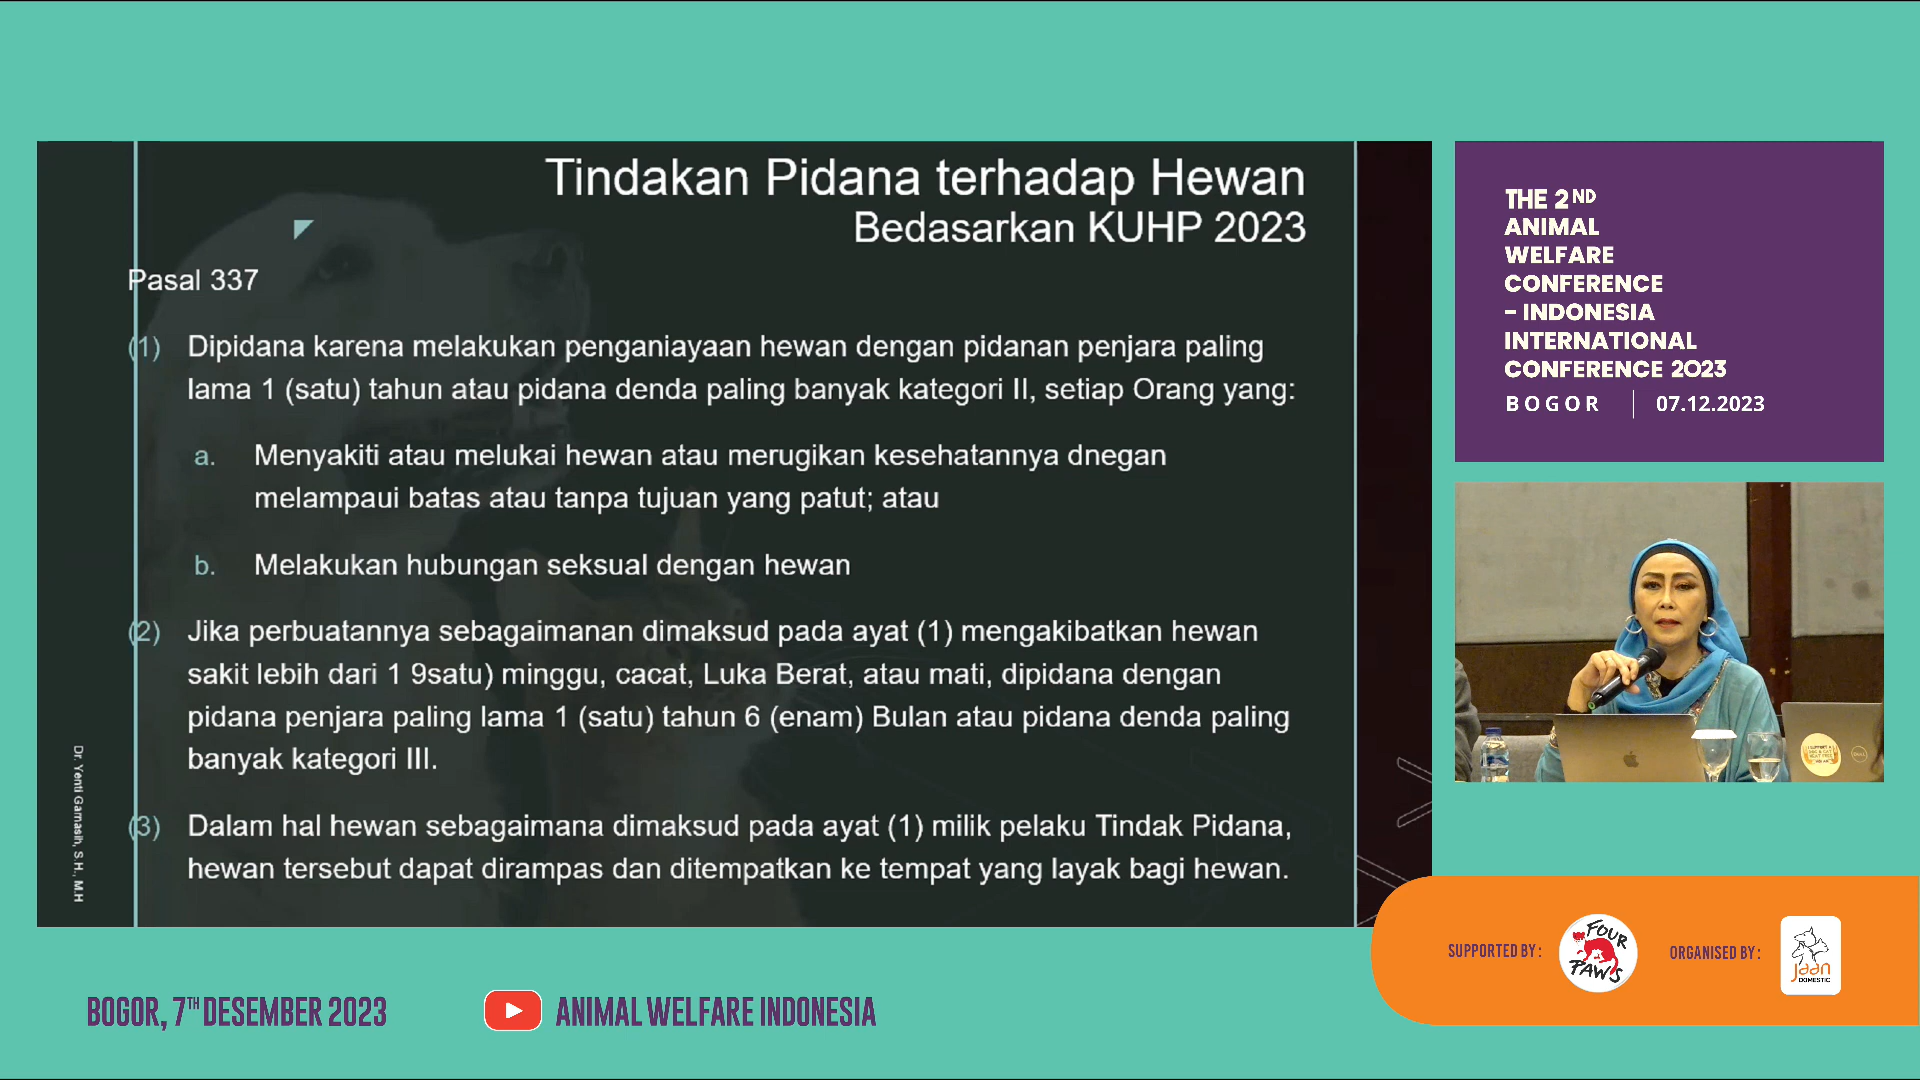 Tindakan Pidana terhadap Hewan
Bedasarkan KUHP 2023
Pasal 337
(1) Dipidana karena melakukan penganiayaan hewan dengan pidanan penjara paling
lama 1 (satu) tahun atau pidana denda paling banyak kategori II, setiap Orang yang:
a. Menyakiti atau melukai hewan atau merugikan kesehatannya dnegan
melampaui batas atau tanpa tujuan yang patut; atau
b. Melakukan hubungan seksual dengan hewan
(2) Jika perbuatannya sebagaimanan dimaksud pada ayat (1) mengakibatkan hewan
sakit lebih dari 1 9satu) minggu, cacat, Luka Berat, atau mati, dipidana dengan
pidana penjara paling lama 1 (satu) tahun 6 (enam) Bulan atau pidana denda paling
banyak kategori III.
(3) Dalam hal hewan sebagaimana dimaksud pada ayat (1) milik pelaku Tindak Pidana,
hewan tersebut dapat dirampas dan ditempatkan ke tempat yang layak bagi hewan.
Dr. Yenti Garnasih, S.H., M.H
THE 2ND
ANIMAL
WELFARE
CONFERENCE
- INDONESIA
INTERNATIONAL
CONFERENCE 2023
BOGOR | 07.12.2023
SUPPORTED BY :
FOUR
PAWS
ORGANISED BY :
jaan
DOMESTIC
BOGOR, 7TH DESEMBER 2023
ANIMAL WELFARE INDONESIA